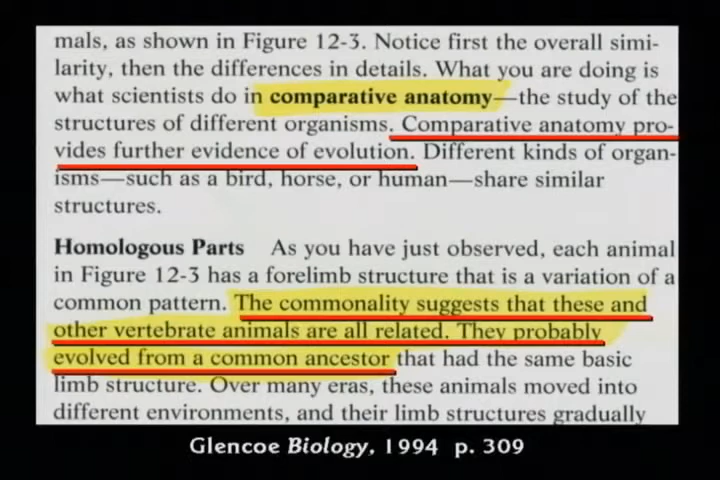 mals, as shown in Figure 12-3. Notice first the overall simi-
larity, then the differences in details. What you are doing is
what scientists do in comparative anatomy—the study of the
structures of different organisms. Comparative anatomy pro-
vides further evidence of evolution. Different kinds of organ-
isms—such as a bird, horse, or human—share similar
structures.
Homologous Parts As you have just observed, each animal
in Figure 12-3 has a forelimb structure that is a variation of a
common pattern. The commonality suggests that these and
other vertebrate animals are all related. They probably
evolved from a common ancestor that had the same basic
limb structure. Over many eras, these animals moved into
different environments, and their limb structures gradually
Glencoe Biology, 1994 p. 309